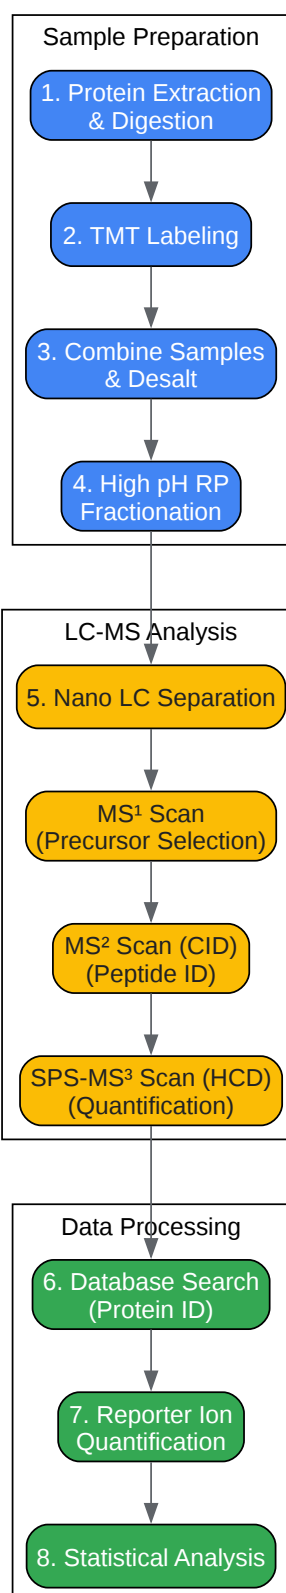 Sample Preparation
1. Protein Extraction
& Digestion
2. TMT Labeling
3. Combine Samples
& Desalt
4. High pH RP
Fractionation
LC-MS Analysis
5. Nano LC Separation
MS¹ Scan
(Precursor Selection)
MS² Scan (CID)
(Peptide ID)
SPS-MS³ Scan (HCD)
(Quantification)
Data Processing
6. Database Search
(Protein ID)
7. Reporter Ion
Quantification
8. Statistical Analysis